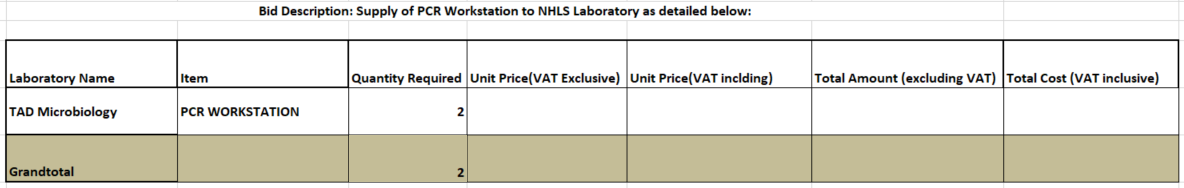 Bid Description: Supply of PCR Workstation to NHLS Laboratory as detailed below:
Laboratory Name Item Quantity Required Unit Price(VAT Exclusive) Unit Price(VAT inclding) Total Amount (excluding VAT) Total Cost (VAT inclusive)
TAD Microbiology PCR WORKSTATION 2
Grandtotal 2